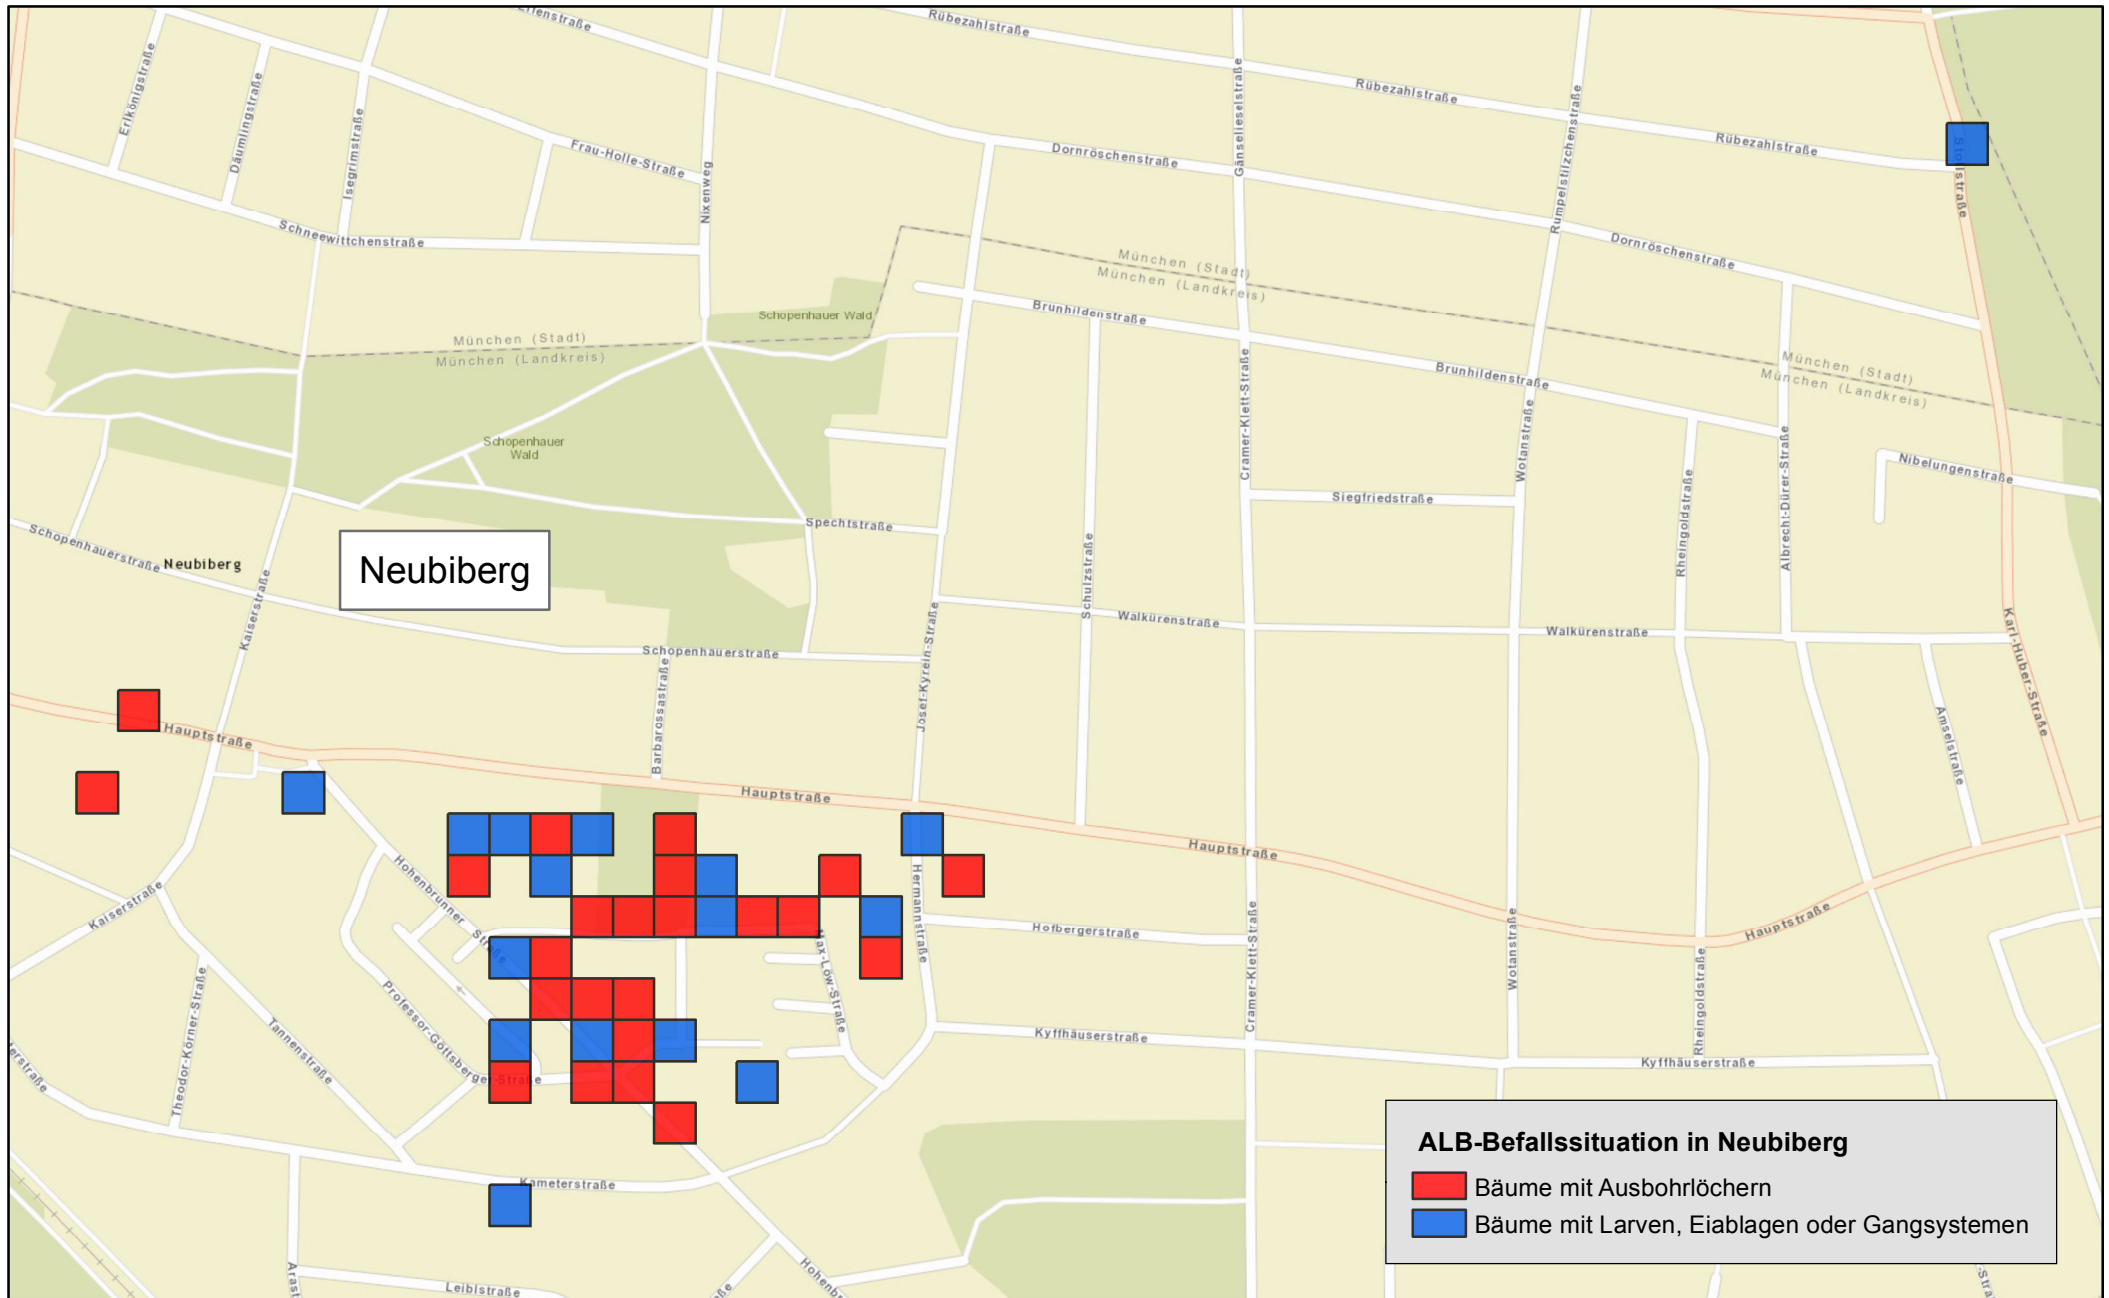 Elfenstraße
Rübezahlstraße
Rübezahlstraße
Rübezahlstraße
Erlkönigstraße
Däumlingstraße
Isegrimstraße
Frau-Holle-Straße
Nixenweg
Schneewittchenstraße
Dornröschenstraße
Gänselieselstraße
Rumpelstilzchenstraße
Dornröschenstraße
München (Stadt)
München (Landkreis)
Brunhildenstraße
Schopenhauer Wald
München (Stadt)
München (Landkreis)
Brunhildenstraße
München (Stadt)
München (Landkreis)
Schopenhauer
Wald
Cramer-Klett-Straße
Wotanstraße
Rheingoldstraße
Albrecht-Dürer-Straße
Nibelungenstraße
Siegfriedstraße
Spechtstraße
Schopenhauerstraße
Neubiberg
Neubiberg
Kaiserstraße
Schulzstraße
Walkürenstraße
Walkürenstraße
Karl-Huber-Straße
Schopenhauerstraße
Josef-Kyrein-Straße
Barbarossastraße
Amselstraße
Hauptstraße
Hauptstraße
Hauptstraße
Hauptstraße
Hohenbrunner Straße
Kaiserstraße
Hermannstraße
Hofbergerstraße
Max-Löw-Straße
Cramer-Klett-Straße
Wotanstraße
Rheingoldstraße
Theodor-Körner-Straße
Tannenstraße
Professor-Göttsberger-Straße
Kyffhäuserstraße
Kyffhäuserstraße
Kameterstraße
Leiblstraße
ALB-Befallssituation in Neubiberg
Bäume mit Ausbohrlöchern
Bäume mit Larven, Eiablagen oder Gangsystemen